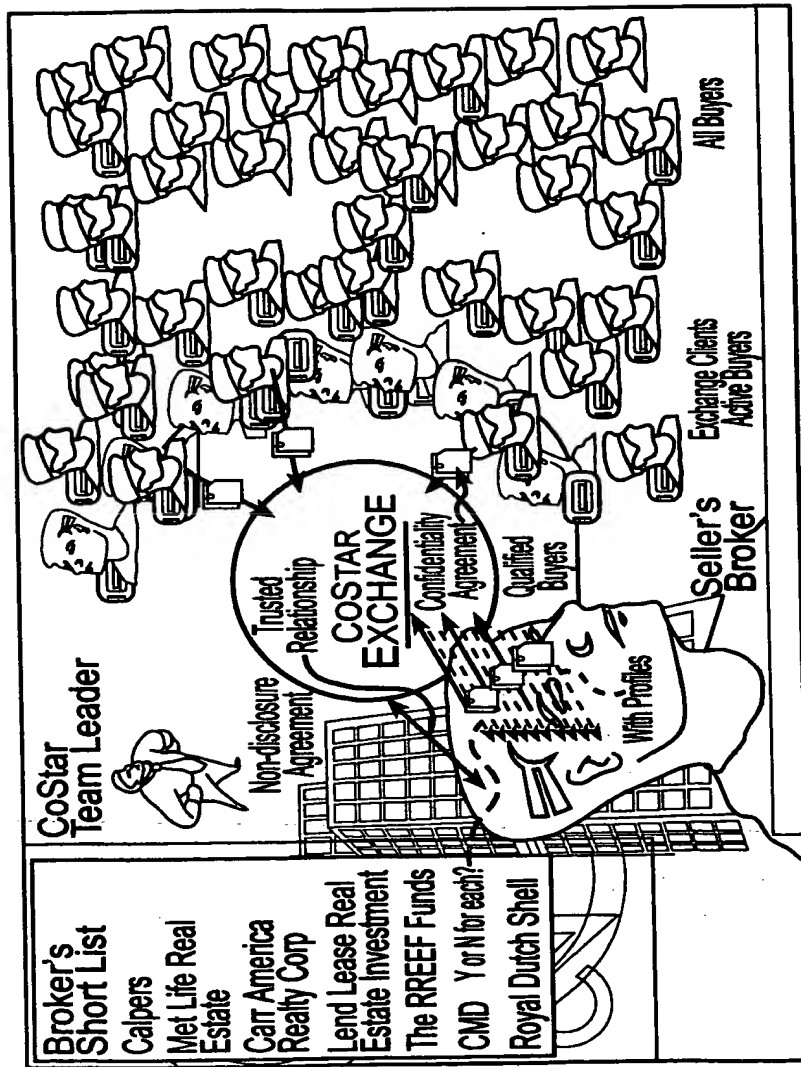 Broker's
Short List
Calpers
Met Life Real
Estate
Carr America
Realty Corp
Lend Lease Real
Estate Investment
The RREEF Funds
CMD Y or N for each?
Royal Dutch Shell
CoStar
Team Leader
Non-disclosure
Agreement
Trusted
Relationship
COSTAR
EXCHANGE
Confidentiality
Agreement
Qualified
Buyers
With Profiles
Seller's
Broker
Exchange Clients
Active Buyers
All Buyers